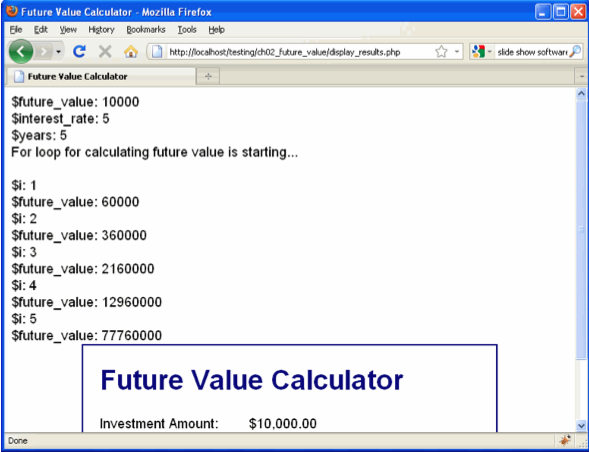 Future Value Calculator - Mozilla Firefox
File Edit View History Bookmarks Tools Help
http://localhost/testing/ch02_future_value/display_results.php
slide show software
Future Value Calculator
$future_value: 10000
$interest_rate: 5
$years: 5
For loop for calculating future value is starting...
$i: 1
$future_value: 60000
$i: 2
$future_value: 360000
$i: 3
$future_value: 2160000
$i: 4
$future_value: 12960000
$i: 5
$future_value: 77760000
Future Value Calculator
Investment Amount: $10,000.00
Done